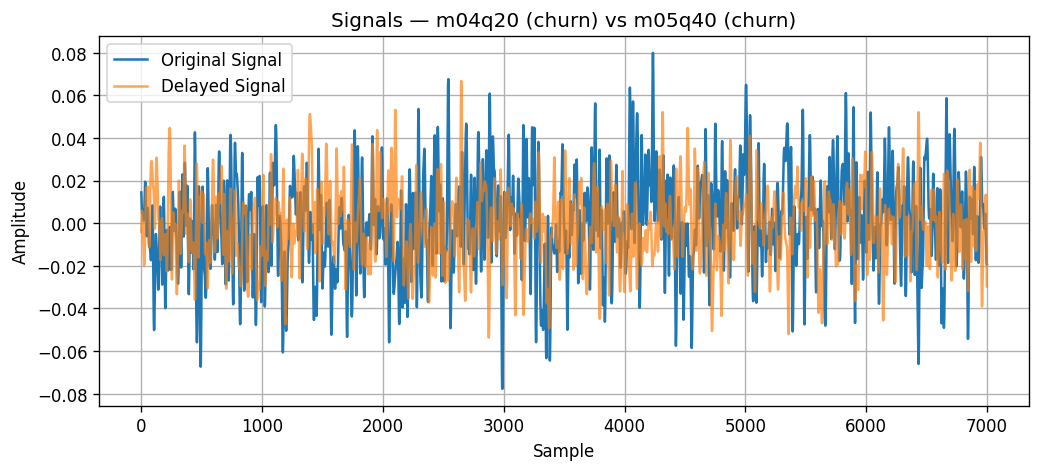 Signals — m04q20 (churn) vs m05q40 (churn)
Original Signal
Delayed Signal
0.08
0.06
0.04
0.02
0.00
−0.02
−0.04
−0.06
−0.08
Amplitude
0 1000 2000 3000 4000 5000 6000 7000
Sample